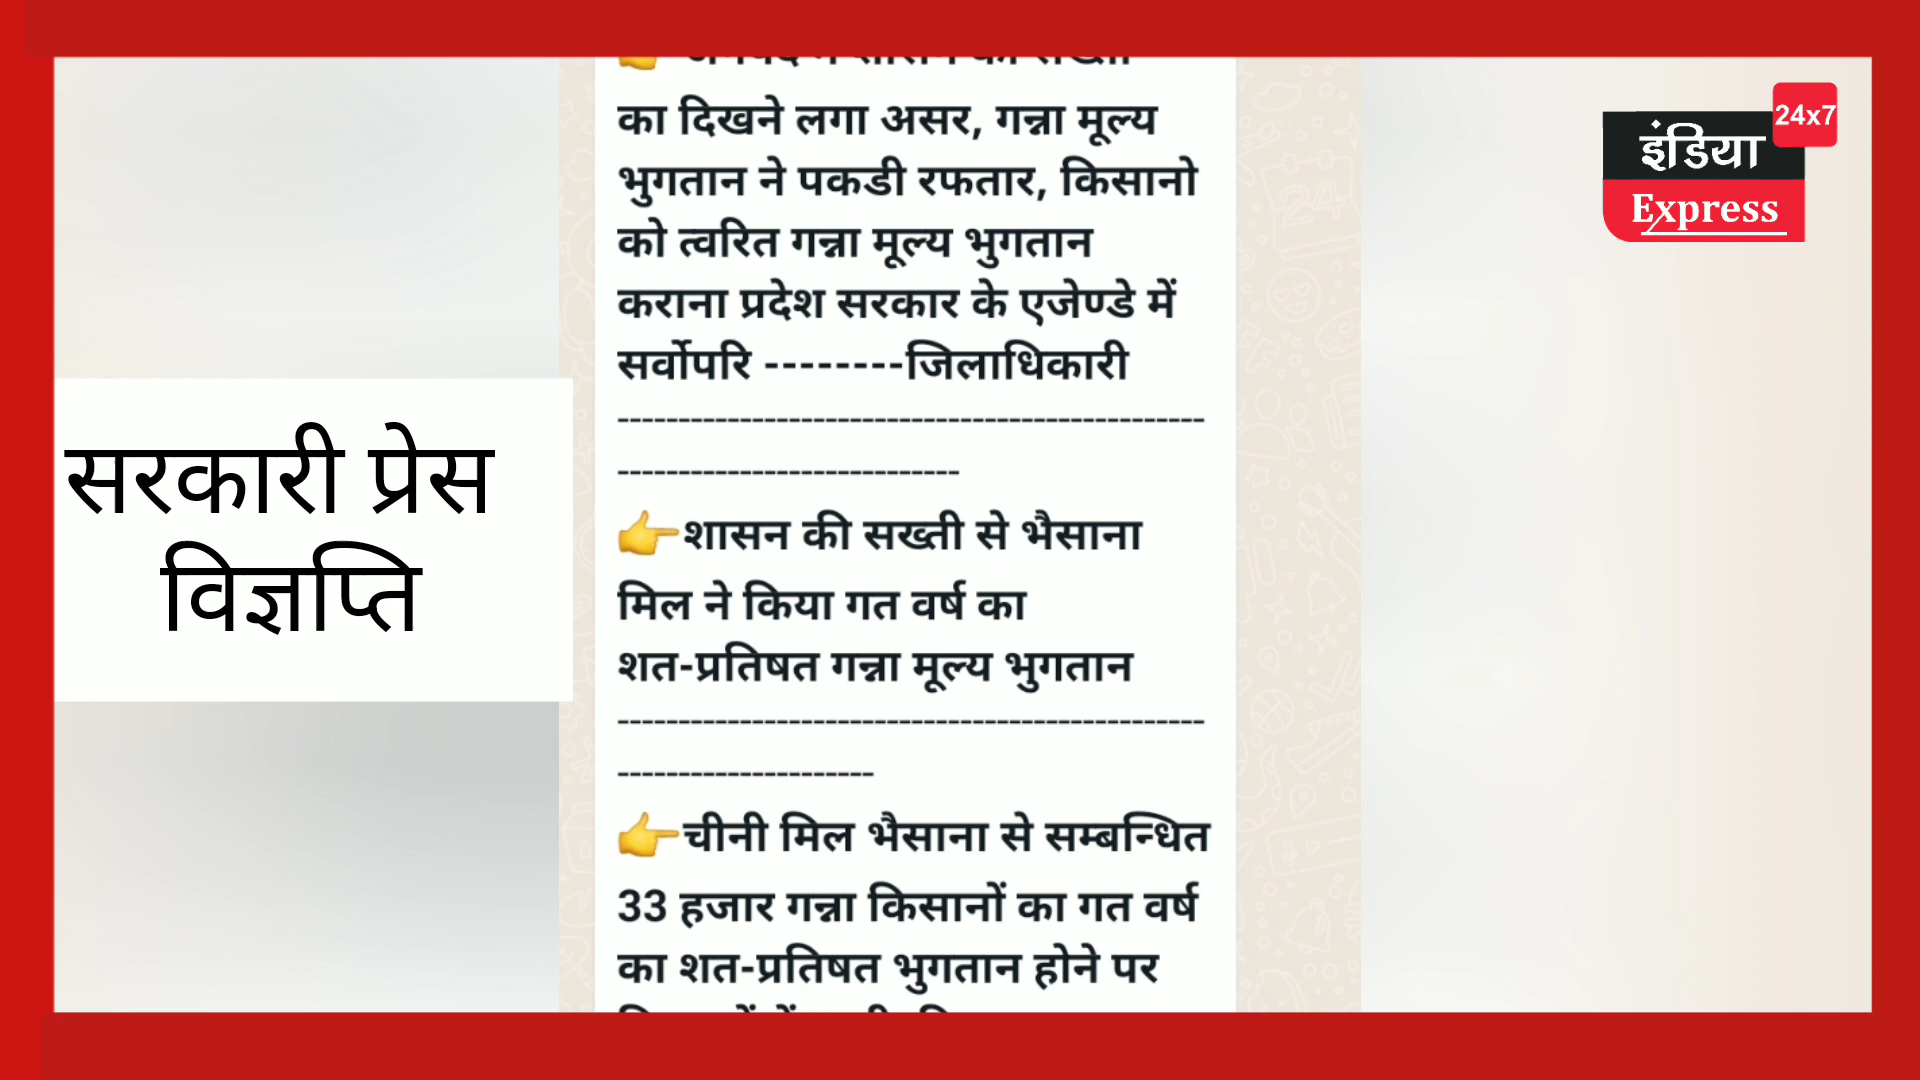 का दिखने लगा असर, गन्ना मूल्य
भुगतान ने पकडी रफतार, किसानो
को त्वरित गन्ना मूल्य भुगतान
कराना प्रदेश सरकार के एजेण्डे में
सर्वोपरि --------जिलाधिकारी
------------------------------------------------
----------------------------
👉शासन की सख्ती से भैसाना
मिल ने किया गत वर्ष का
शत-प्रतिषत गन्ना मूल्य भुगतान
------------------------------------------------
---------------------
👉चीनी मिल भैसाना से सम्बन्धित
33 हजार गन्ना किसानों का गत वर्ष
का शत-प्रतिषत भुगतान होने पर
सरकारी प्रेस
विज्ञप्ति
24x7
इंडिया
Express